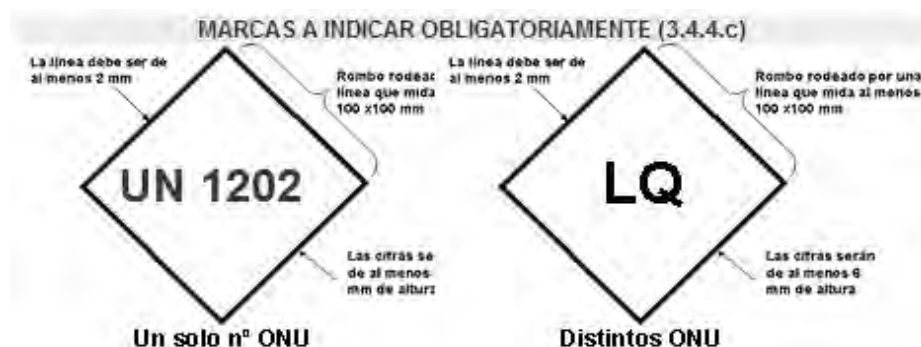 MARCAS A INDICAR OBLIGATORIAMENTE (3.4.4.c)
La línea debe ser de
al menos 2 mm
Rombo rodead
línea que mida
100 x100 mm
UN 1202
Las cifras se
de al menos
mm de altura
Un solo nº ONU
La línea debe ser de
al menos 2 mm
Rombo rodeado por una
línea que mida al menos
100 x100 mm
LQ
Las cifras serán
de al menos 6
mm de altura
Distintos ONU